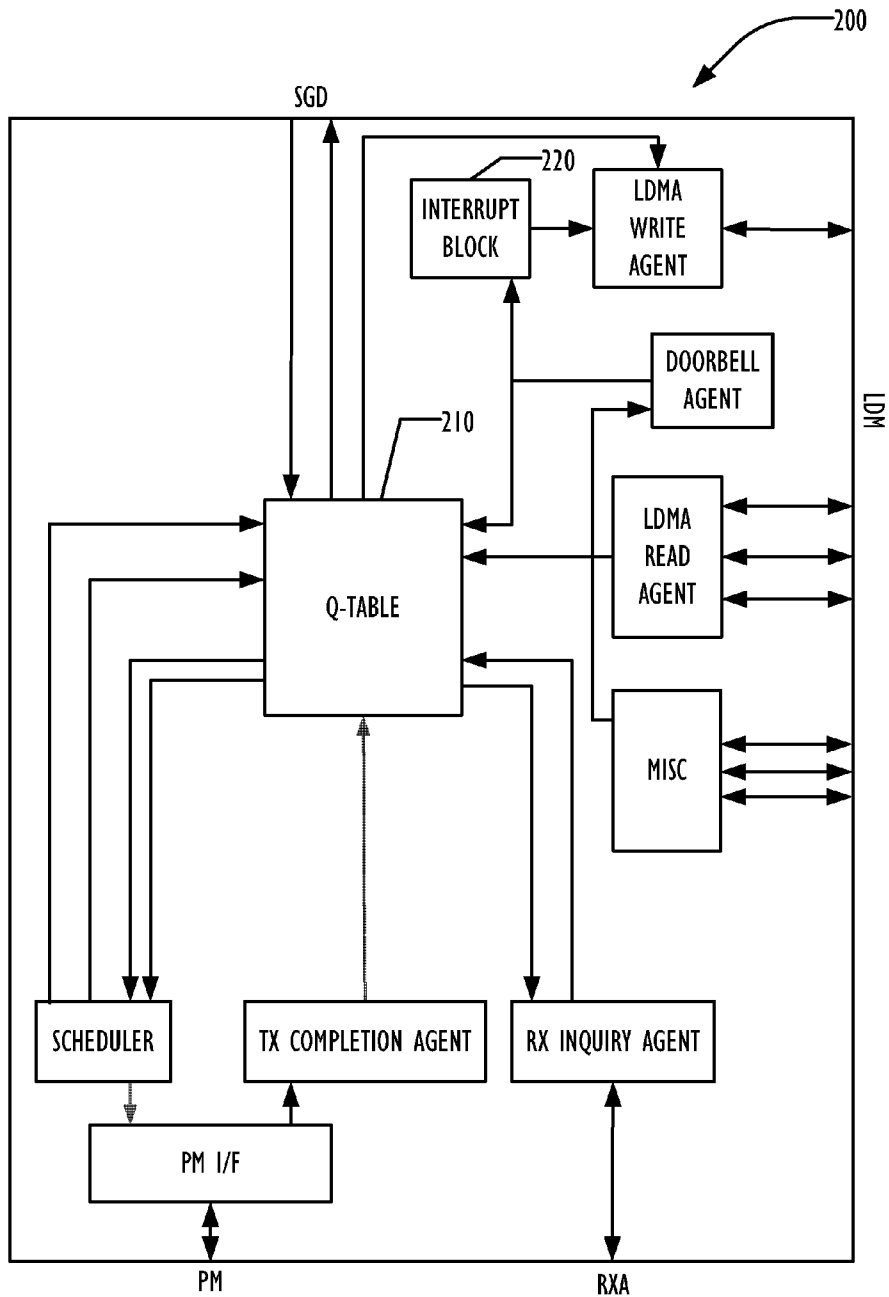 200
SGD
220
INTERRUPT
BLOCK
LDMA
WRITE
AGENT
DOORBELL
AGENT
LDM
210
Q-TABLE
LDMA
READ
AGENT
MISC
SCHEDULER
TX COMPLETION AGENT
RX INQUIRY AGENT
PM I/F
PM
RXA